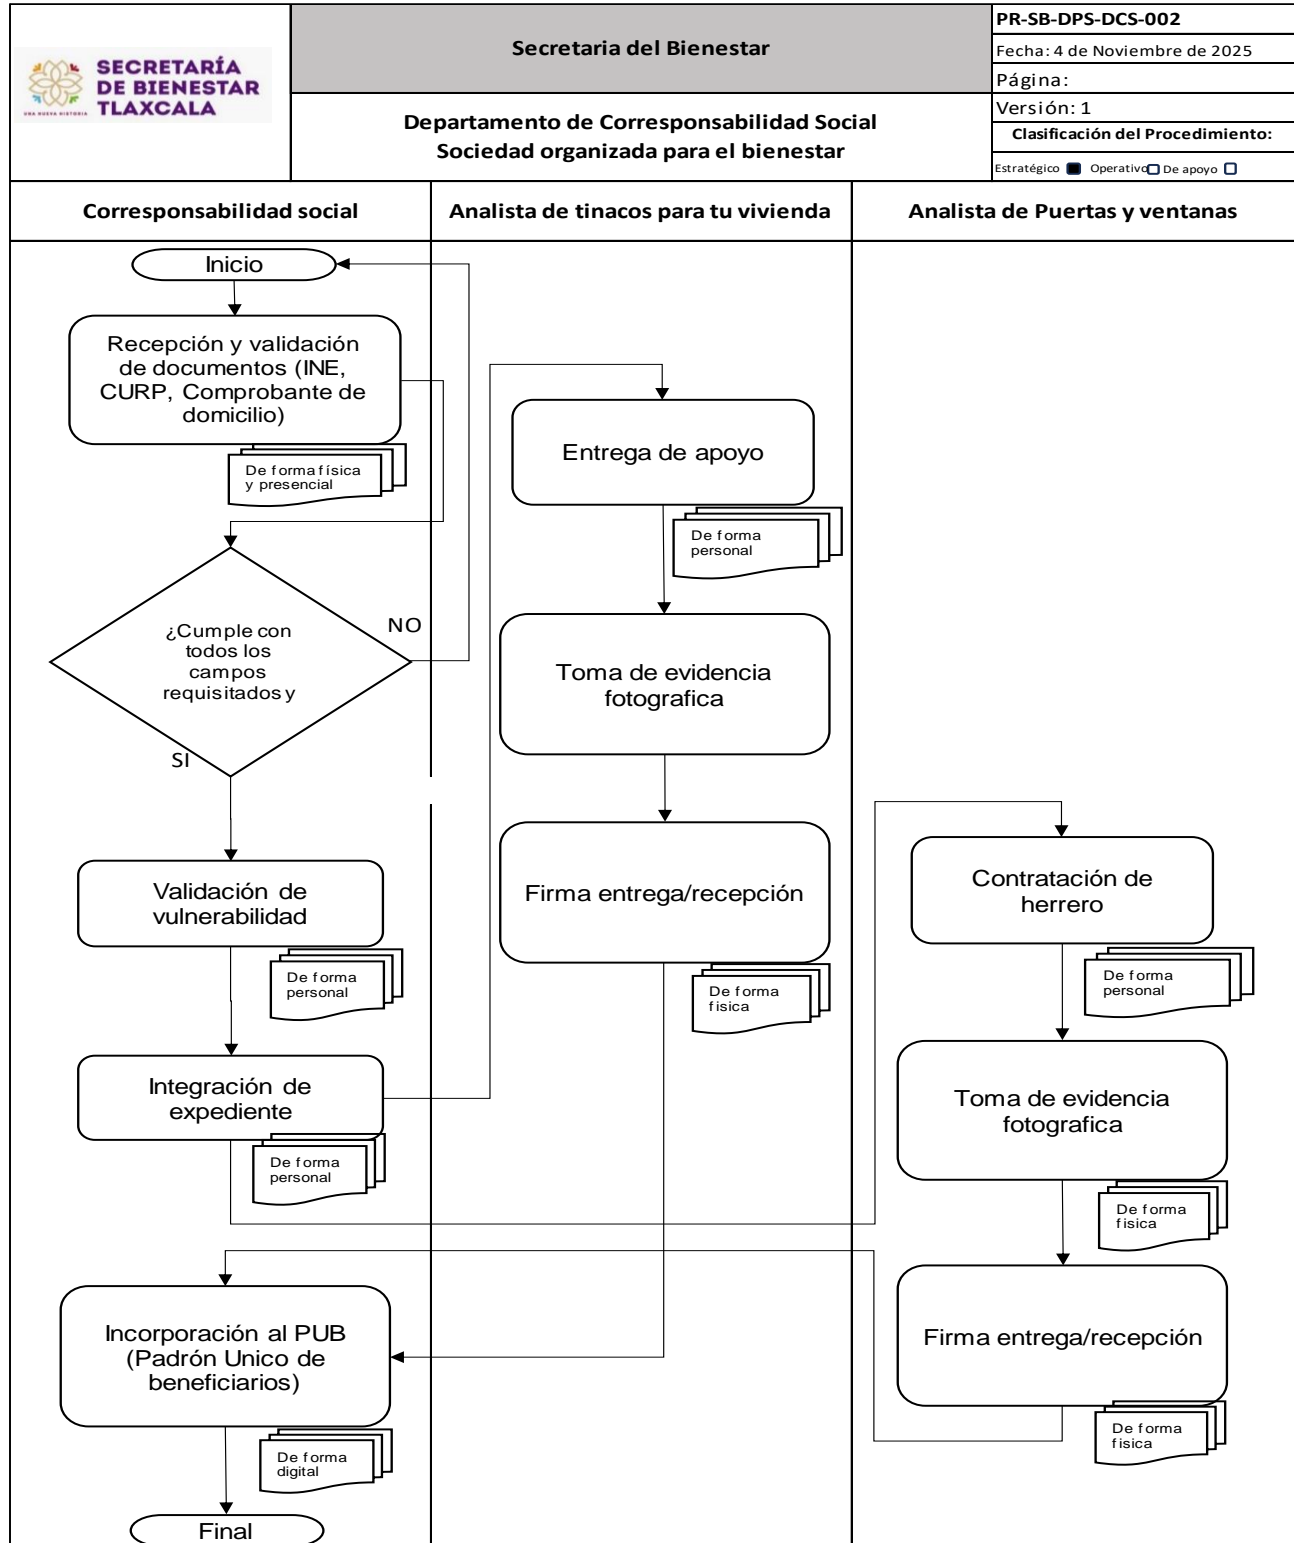 SECRETARÍA
DE BIENESTAR
TLAXCALA
UNA NUEVA HISTORIA
Secretaria del Bienestar
Departamento de Corresponsabilidad Social
Sociedad organizada para el bienestar
PR-SB-DPS-DCS-002
Fecha: 4 de Noviembre de 2025
Página:
Versión: 1
Clasificación del Procedimiento:
Estratégico Operativo De apoyo
Corresponsabilidad social
Analista de tinacos para tu vivienda
Analista de Puertas y ventanas
Inicio
Recepción y validación
de documentos (INE,
CURP, Comprobante de
domicilio)
De forma física
y presencial
¿Cumple con
todos los
campos
requisitados y
NO
SI
Validación de
vulnerabilidad
De forma
personal
Integración de
expediente
De forma
personal
Incorporación al PUB
(Padrón Unico de
beneficiarios)
De forma
digital
Final
Entrega de apoyo
De forma
personal
Toma de evidencia
fotografica
Firma entrega/recepción
De forma
fisica
Contratación de
herrero
De forma
personal
Toma de evidencia
fotografica
De forma
fisica
Firma entrega/recepción
De forma
fisica